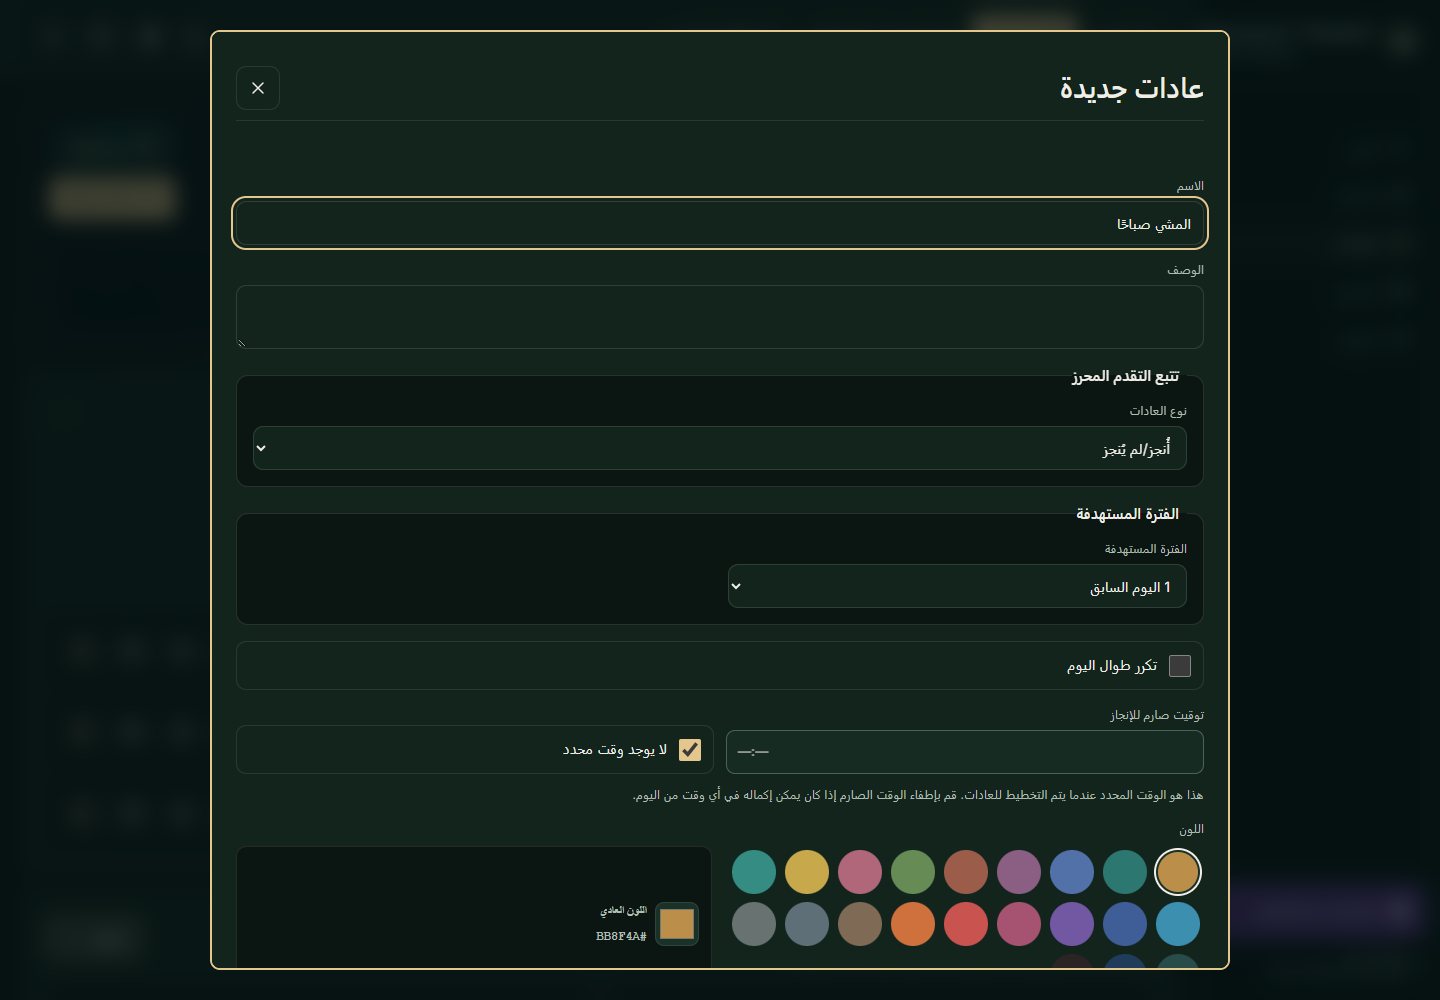 عادات جديدة
الاسم
المشي صباحًا
الوصف
تتبع التقدم المحرز
نوع العادات
أُنجز/لم يُنجز
الفترة المستهدفة
الفترة المستهدفة
1 اليوم السابق
تكرر طوال اليوم
توقيت صارم للإنجاز
--:--
لا يوجد وقت محدد
هذا هو الوقت المحدد عندما يتم التخطيط للعادات. قم بإطفاء الوقت الصارم إذا كان يمكن إكماله في أي وقت من اليوم.
اللون
اللون العادي
#BB8F4A